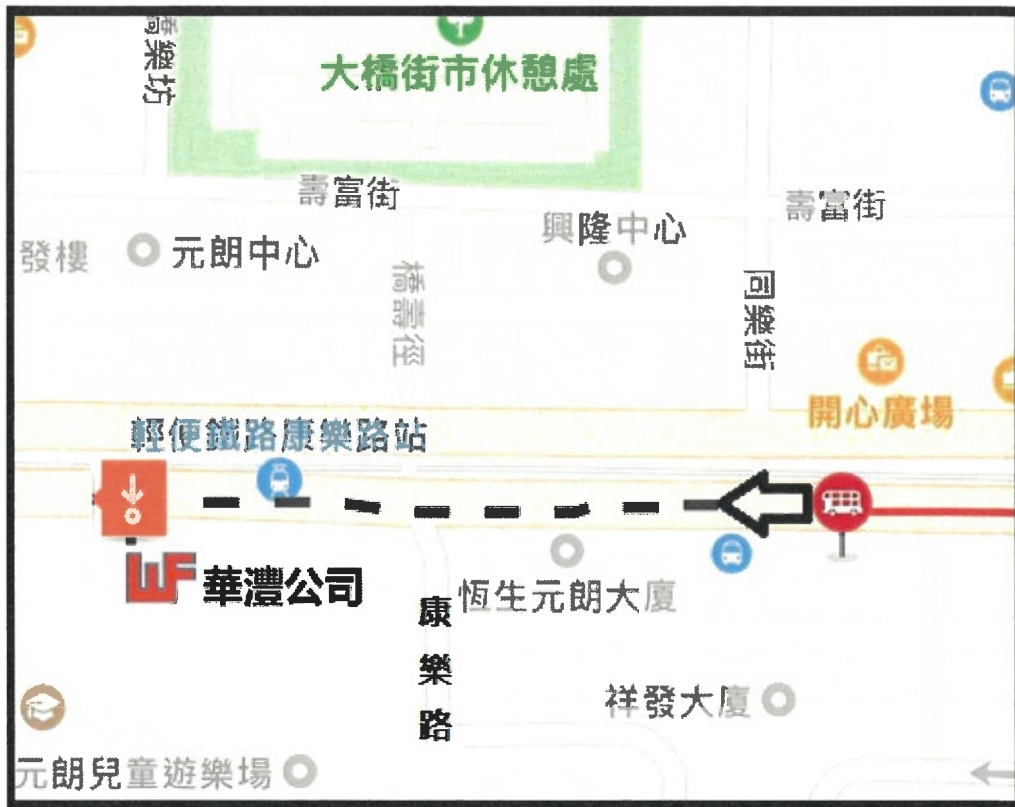 樂坊
大橋街市休憩處
壽富街
壽富街
興隆中心
發樓
元朗中心
橋壽徑
同樂街
開心廣場
輕便鐵路康樂路站
WF 華灃公司
康樂路
恆生元朗大廈
祥發大廈
元朗兒童遊樂場